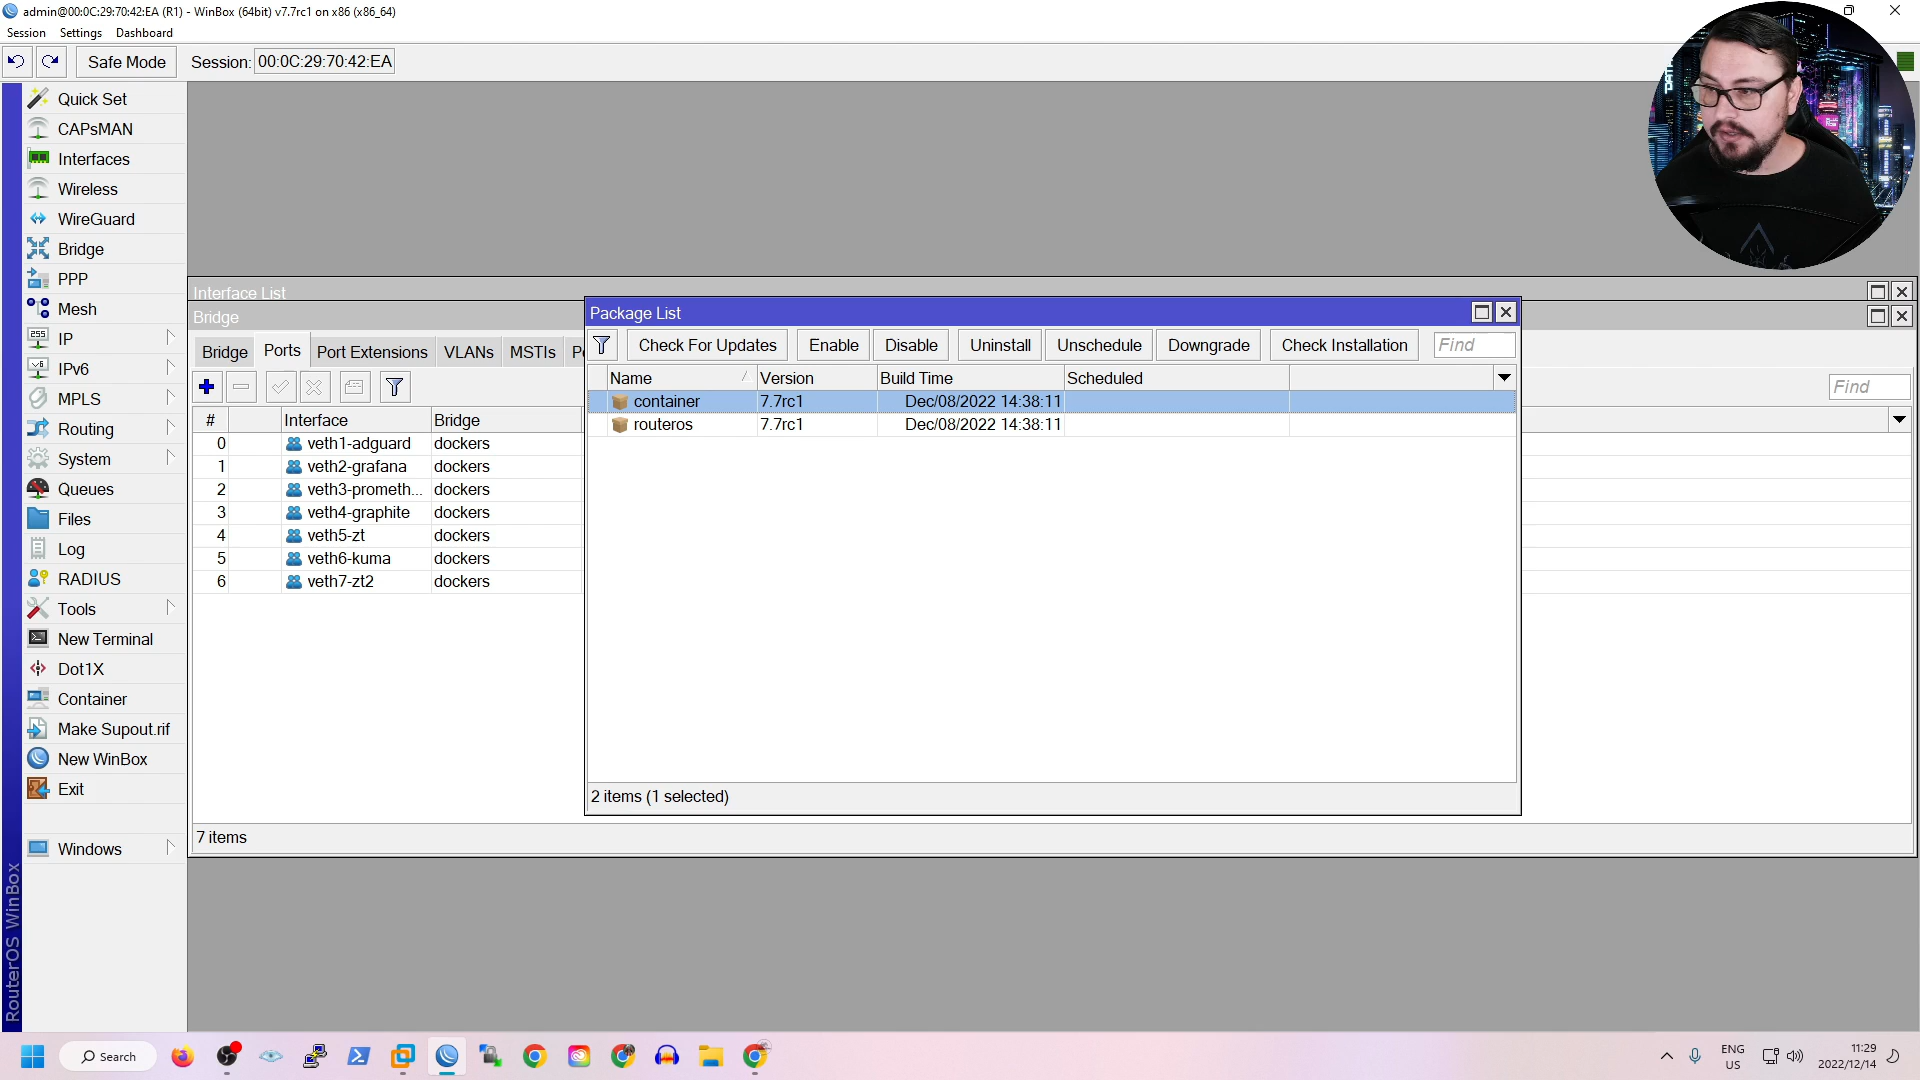 admin@00:0C:29:70:42:EA (R1) - WinBox (64bit) v7.7rc1 on x86 (x86_64)
Session Settings Dashboard
Safe Mode Session: 00:0C:29:70:42:EA
Quick Set
CAPsMAN
Interfaces
Wireless
WireGuard
Bridge
PPP
Mesh
IP
IPv6
MPLS
Routing
System
Queues
Files
Log
RADIUS
Tools
New Terminal
Dot1X
Container
Make Supout.rif
New WinBox
Exit
Windows
RouterOS WinBox
Interface List
Bridge
Bridge Ports Port Extensions VLANs MSTIs
Find
# Interface Bridge
0 veth1-adguard dockers
1 veth2-grafana dockers
2 veth3-prometh... dockers
3 veth4-graphite dockers
4 veth5-zt dockers
5 veth6-kuma dockers
6 veth7-zt2 dockers
7 items
Package List
Check For Updates Enable Disable Uninstall Unschedule Downgrade Check Installation Find
Name Version Build Time Scheduled
container 7.7rc1 Dec/08/2022 14:38:11
routeros 7.7rc1 Dec/08/2022 14:38:11
2 items (1 selected)
Search
ENG
US
11:29
2022/12/14